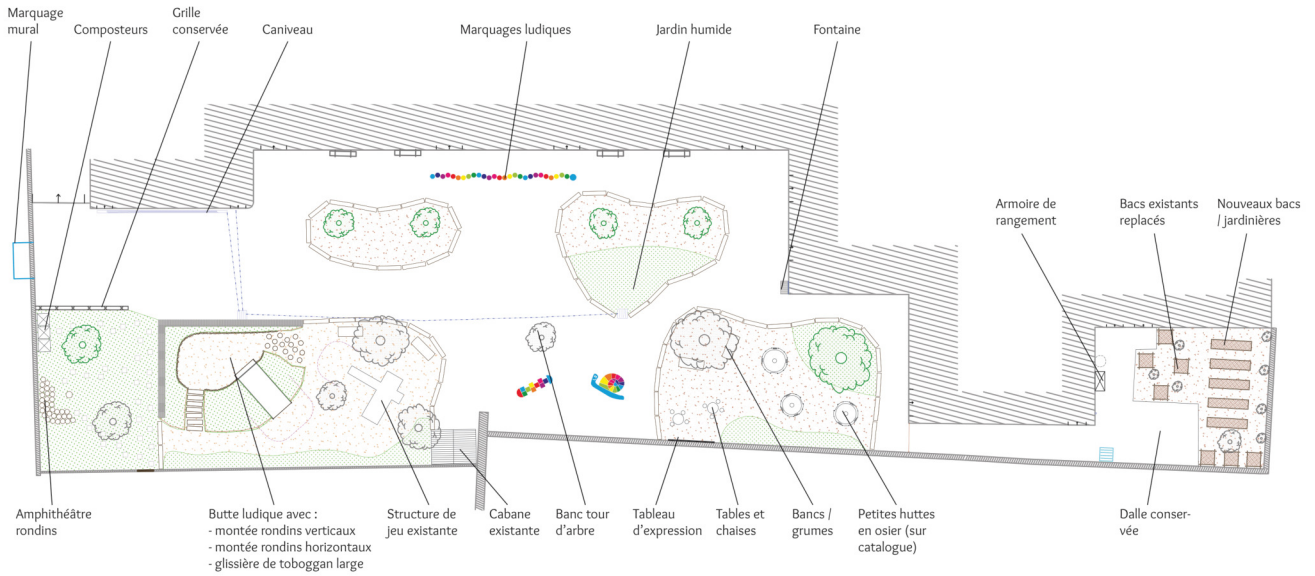 Marquage
mural
Composteurs
Grille
conservée
Caniveau
Marquages ludiques
Jardin humide
Fontaine
Armoire de
rangement
Bacs existants
replacés
Nouveaux bacs
/ jardinières
Amphithéâtre
rondins
Butte ludique avec :
- montée rondins verticaux
- montée rondins horizontaux
- glissière de toboggan large
Structure de
jeu existante
Cabane
existante
Banc tour
d'arbre
Tableau
d'expression
Tables et
chaises
Bancs /
grumes
Petites huttes
en osier (sur
catalogue)
Dalle conser-
vée